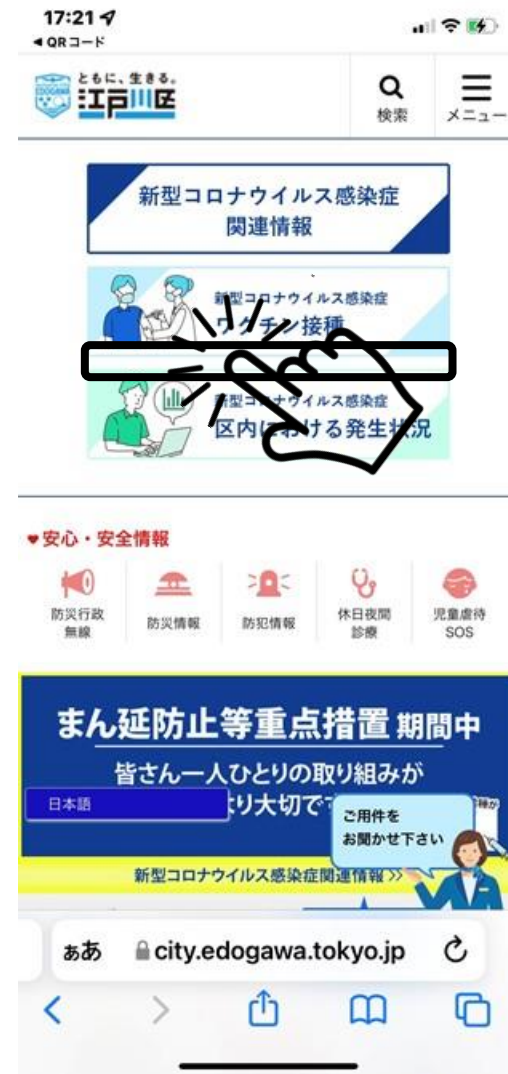 17:21
◀ QRコード
ともに、生きる。
江戸川区
検索
メニュー
新型コロナウイルス感染症
関連情報
新型コロナウイルス感染症
ワクチン接種
新型コロナウイルス感染症
区内における発生状況
♥安心・安全情報
防災行政
無線
防災情報
防犯情報
休日夜間
診療
児童虐待
SOS
まん延防止等重点措置 期間中
皆さん一人ひとりの取り組みが
日本語
より大切で
ご用件を
お聞かせ下さい
新型コロナウイルス感染症関連情報 >>
ぁあ
city.edogawa.tokyo.jp